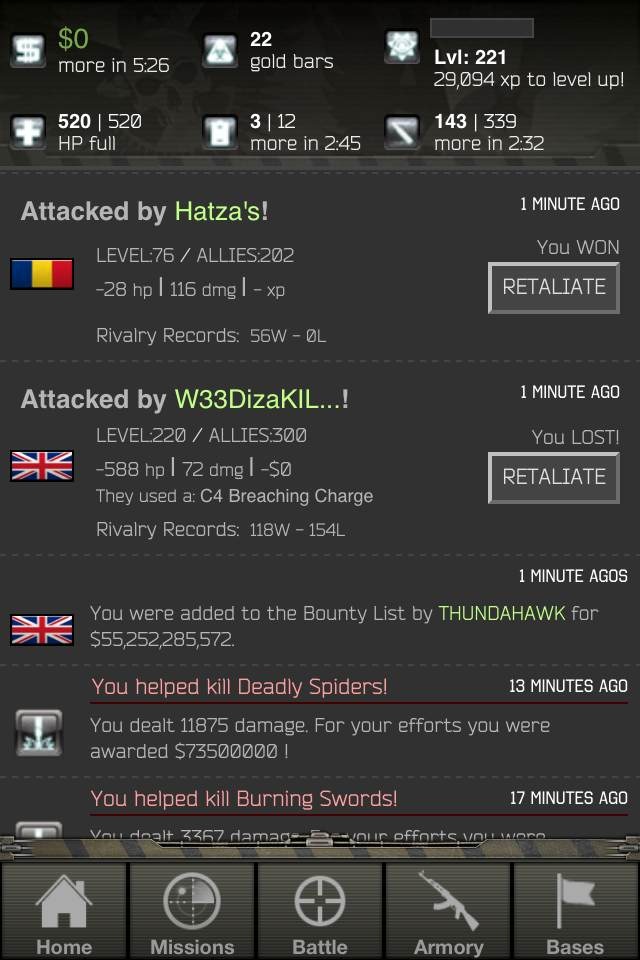 $0
more in 5:26
22
gold bars
Lvl: 221
29,094 xp to level up!
520 | 520
HP full
3 | 12
more in 2:45
143 | 339
more in 2:32
Attacked by Hatza's!
1 MINUTE AGO
LEVEL:76 / ALLIES:202
You WON
-28 hp | 116 dmg | - xp
RETALIATE
Rivalry Records: 56W - 0L
Attacked by W33DizaKIL...!
1 MINUTE AGO
LEVEL:220 / ALLIES:300
You LOST!
-588 hp | 72 dmg | -$0
RETALIATE
They used a: C4 Breaching Charge
Rivalry Records: 118W - 154L
1 MINUTE AGOS
You were added to the Bounty List by THUNDAHAWK for
$55,252,285,572.
You helped kill Deadly Spiders!
13 MINUTES AGO
You dealt 11875 damage. For your efforts you were
awarded $73500000 !
You helped kill Burning Swords!
17 MINUTES AGO
You dealt 3367 damage. For your efforts you were
Home
Missions
Battle
Armory
Bases